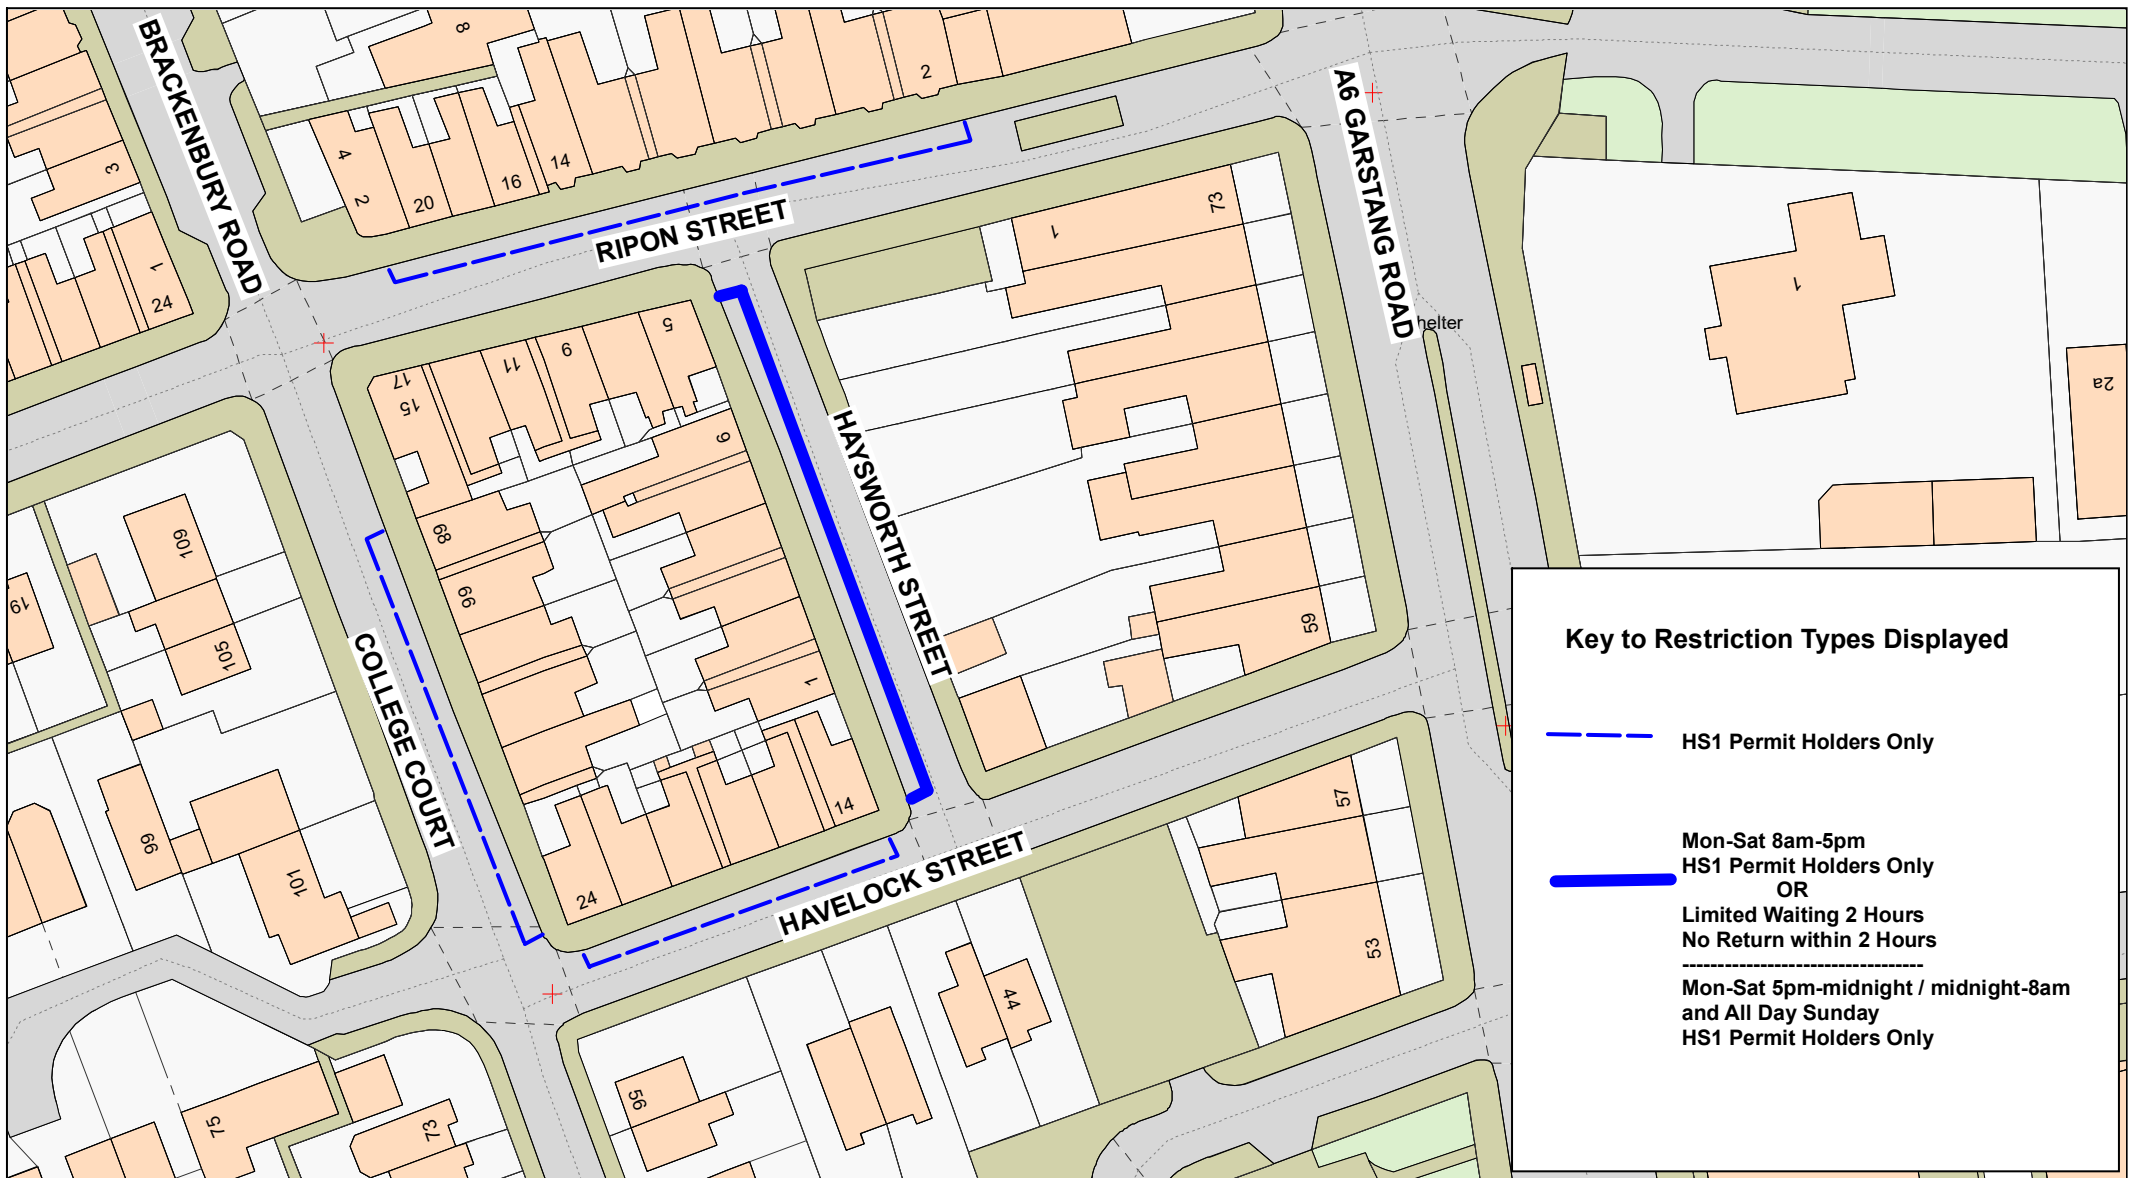 BRACKENBURY ROAD
8
2
A6 GARSTANG ROAD
4
2
20
16
14
3
1
24
RIPON STREET
73
1
1
helter
2a
5
9
11
17
15
HAYSWORTH STREET
9
89
99
109
105
19
COLLEGE COURT
59
1
14
24
HAVELOCK STREET
57
53
99
101
44
56
75
73
Key to Restriction Types Displayed
HS1 Permit Holders Only
Mon-Sat 8am-5pm
HS1 Permit Holders Only
OR
Limited Waiting 2 Hours
No Return within 2 Hours
----------------------------------
Mon-Sat 5pm-midnight / midnight-8am
and All Day Sunday
HS1 Permit Holders Only